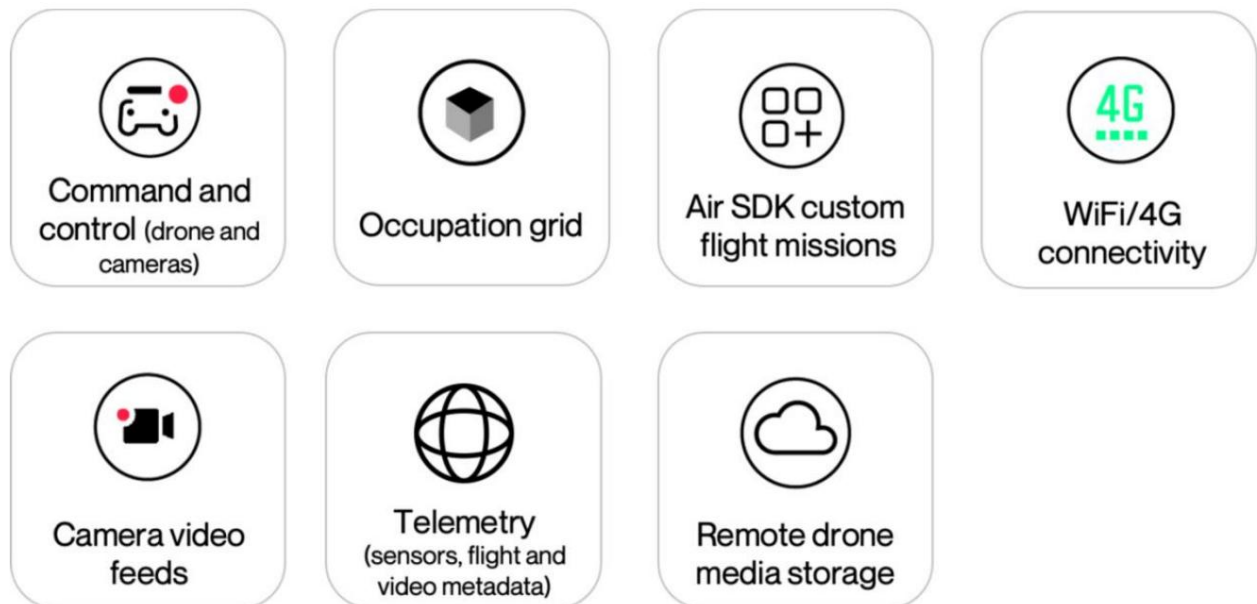 Command and
control (drone and
cameras)
Occupation grid
Air SDK custom
flight missions
4G
WiFi/4G
connectivity
Camera video
feeds
Telemetry
(sensors, flight and
video metadata)
Remote drone
media storage